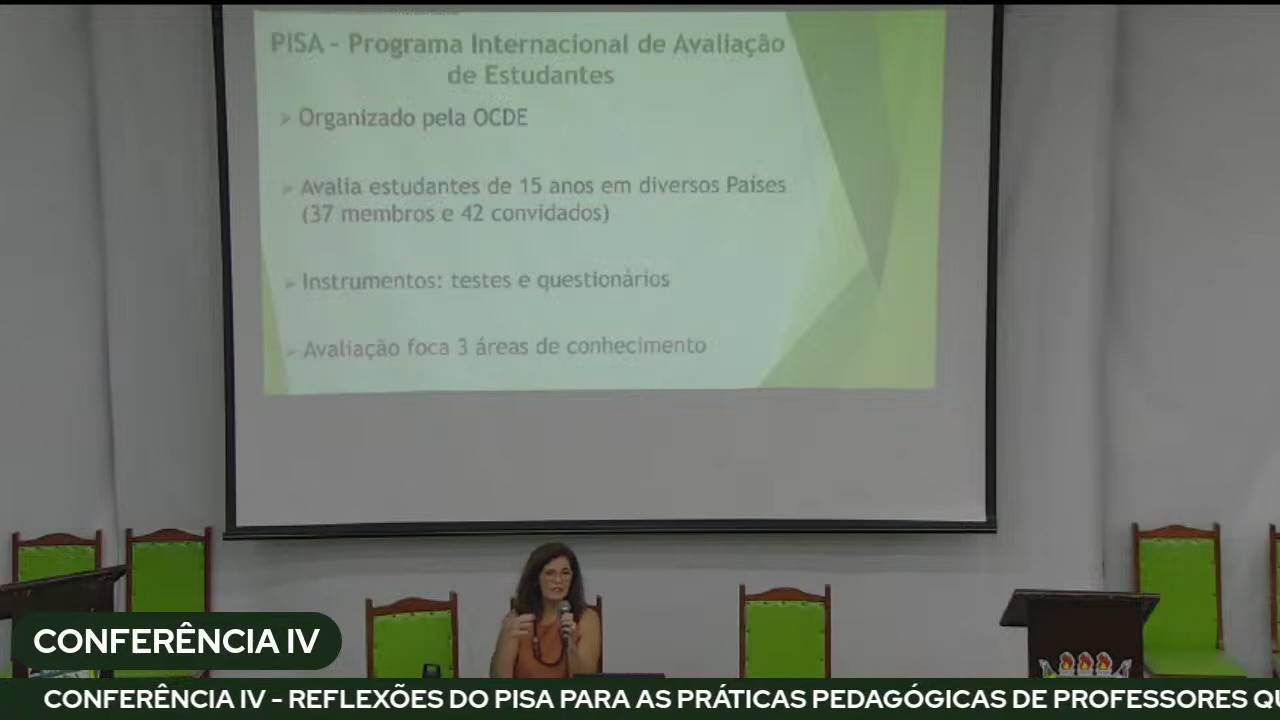 PISA - Programa Internacional de Avaliação
de Estudantes
Organizado pela OCDE
Avalia estudantes de 15 anos em diversos Países
(37 membros e 42 convidados)
Instrumentos: testes e questionários
Avaliação foca 3 áreas de conhecimento
CONFERÊNCIA IV
CONFERÊNCIA IV - REFLEXÕES DO PISA PARA AS PRÁTICAS PEDAGÓGICAS DE PROFESSORES QU